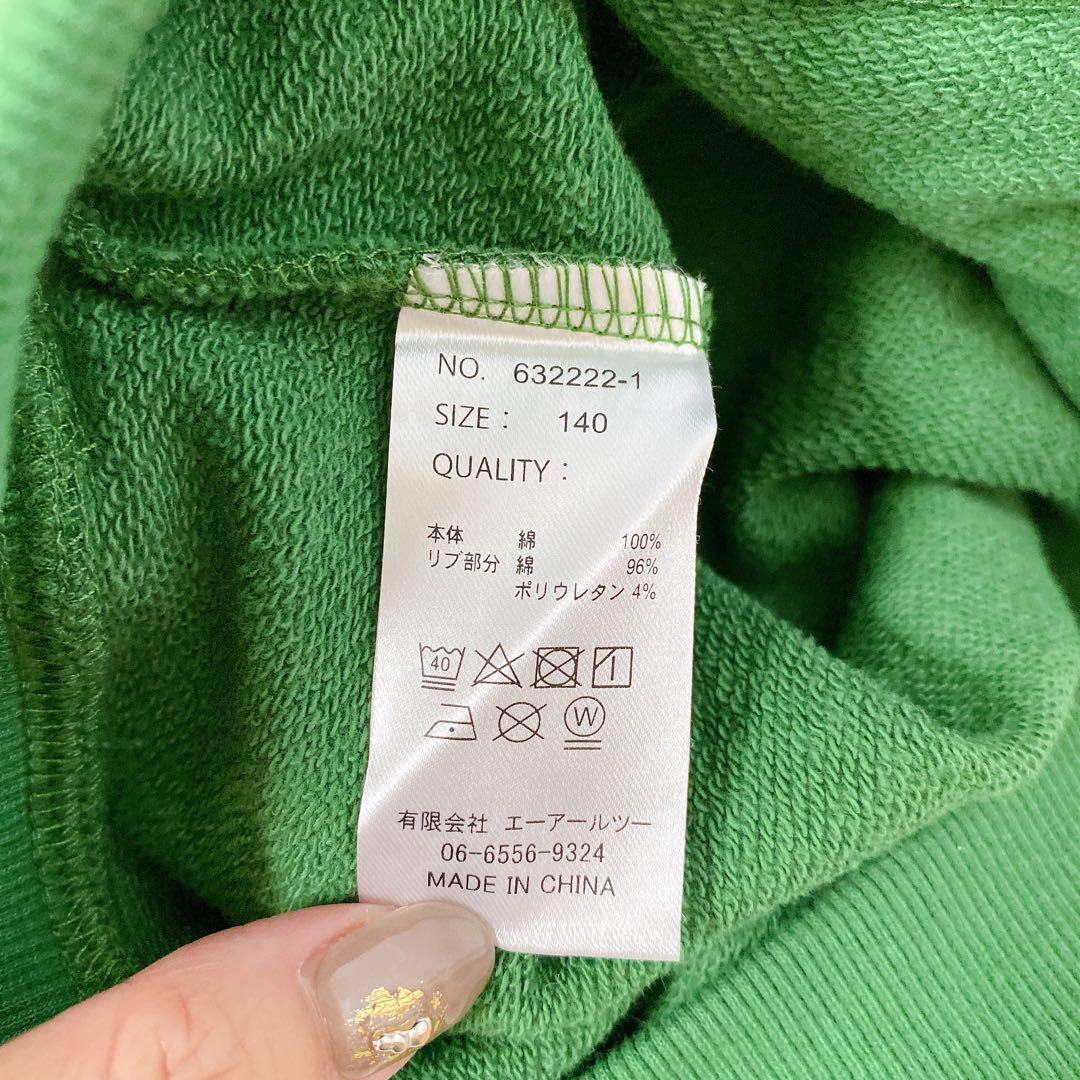 NO. 632222-1
SIZE : 140
QUALITY :
本体 綿 100%
リブ部分 綿 96%
ポリウレタン 4%
40
W
有限会社 エーアールツー
06-6556-9324
MADE IN CHINA